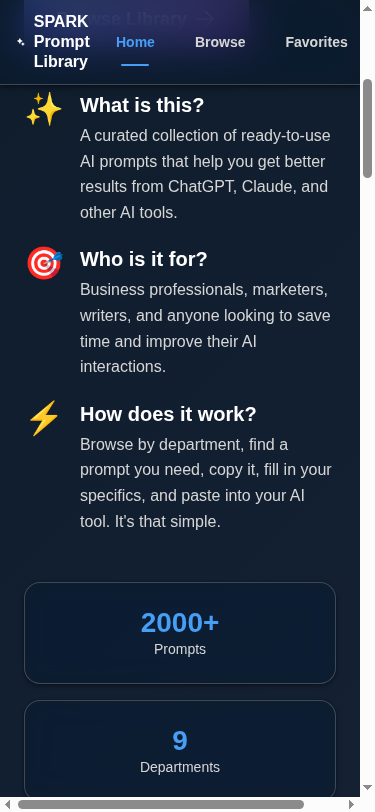 Browse Library →
SPARK
Prompt
Library
Home
Browse
Favorites
What is this?
A curated collection of ready-to-use
AI prompts that help you get better
results from ChatGPT, Claude, and
other AI tools.
Who is it for?
Business professionals, marketers,
writers, and anyone looking to save
time and improve their AI
interactions.
How does it work?
Browse by department, find a
prompt you need, copy it, fill in your
specifics, and paste into your AI
tool. It's that simple.
2000+
Prompts
9
Departments